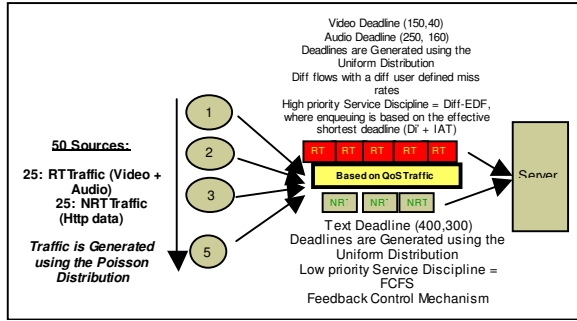 Video Deadline (150,40)
Audio Deadline (250, 160)
Deadlines are Generated using the
Uniform Distribution
Diff flows with a diff user defined miss
rates
High priority Service Discipline = Diff-EDF,
where enqueuing is based on the effective
shortest deadline (Di' + IAT)
50 Sources:
25: RTTraffic (Video +
Audio)
25: NRTTraffic
(Http data)
Traffic is Generated
using the Poisson
Distribution
1
2
3
5
RT RT RT RT RT
Based on QoS Traffic
NRT
Server
Text Deadline (400,300)
Deadlines are Generated using the
Uniform Distribution
Low priority Service Discipline =
FCFS
Feedback Control Mechanism